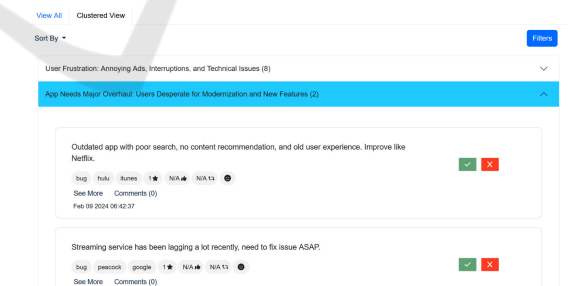 View All Clustered View
Sort By
Filters
User Frustration: Annoying Ads, Interruptions, and Technical Issues (8)
App Needs Major Overhaul: Users Desperate for Modernization and New Features (2)
Outdated app with poor search, no content recommendation, and old user experience. Improve like
Netflix.
bug hulu itunes 1★ N/A N/A
See More Comments (0)
Feb 09 2024 06:42:37
Streaming service has been lagging a lot recently, need to fix issue ASAP.
bug peacock google 1★ N/A N/A
See More Comments (0)